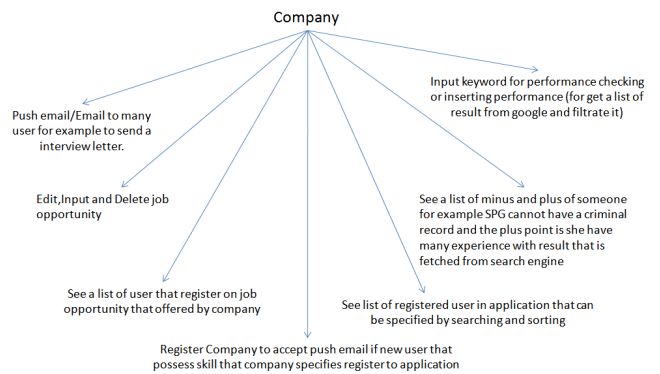 Company
Input keyword for performance checking
or inserting performance (for get a list of
result from google and filtrate it)
Push email/Email to many
user for example to send a
interview letter.
Edit,Input and Delete job
opportunity
See a list of minus and plus of someone
for example SPG cannot have a criminal
record and the plus point is she have
many experience with result that is
fetched from search engine
See a list of user that register on job
opportunity that offered by company
See list of registered user in application that can
be specified by searching and sorting
Register Company to accept push email if new user that
possess skill that company specifies register to application